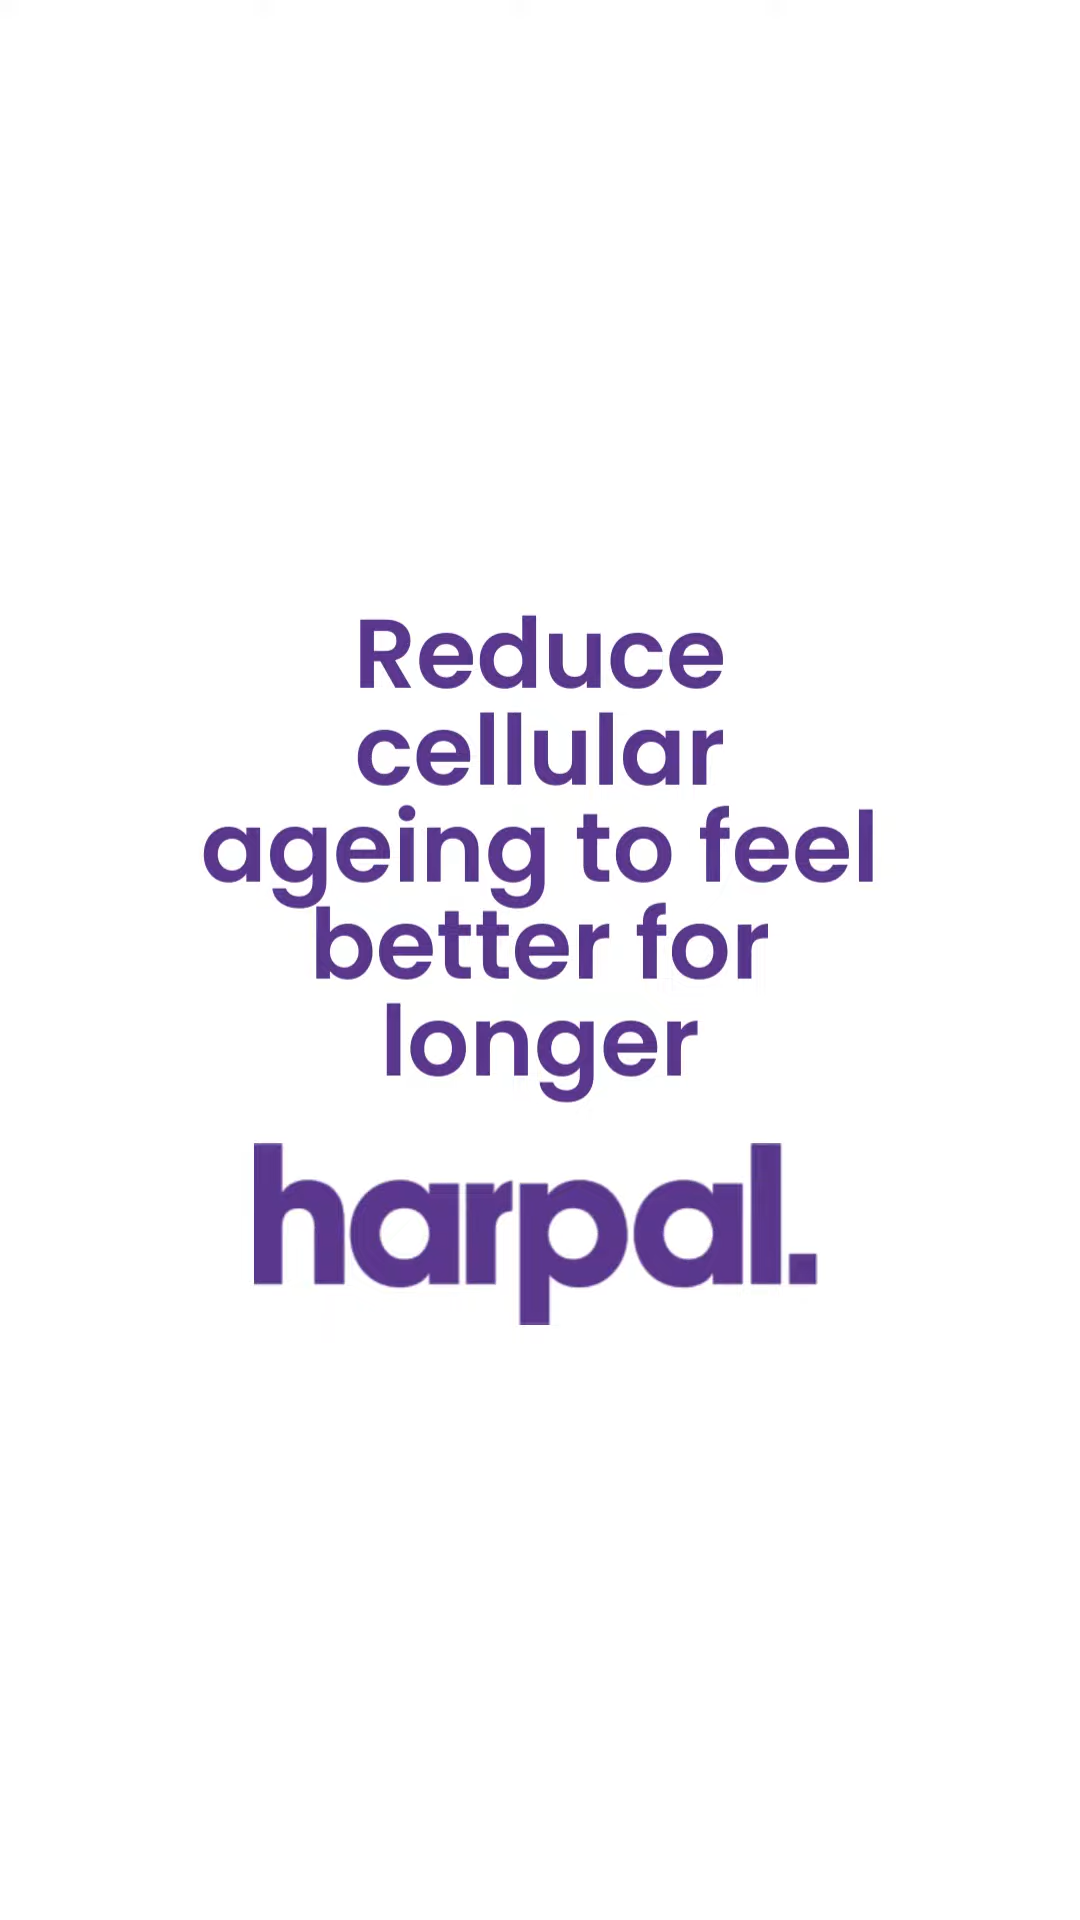 Reduce
cellular
ageing to feel
better for
longer
harpal.